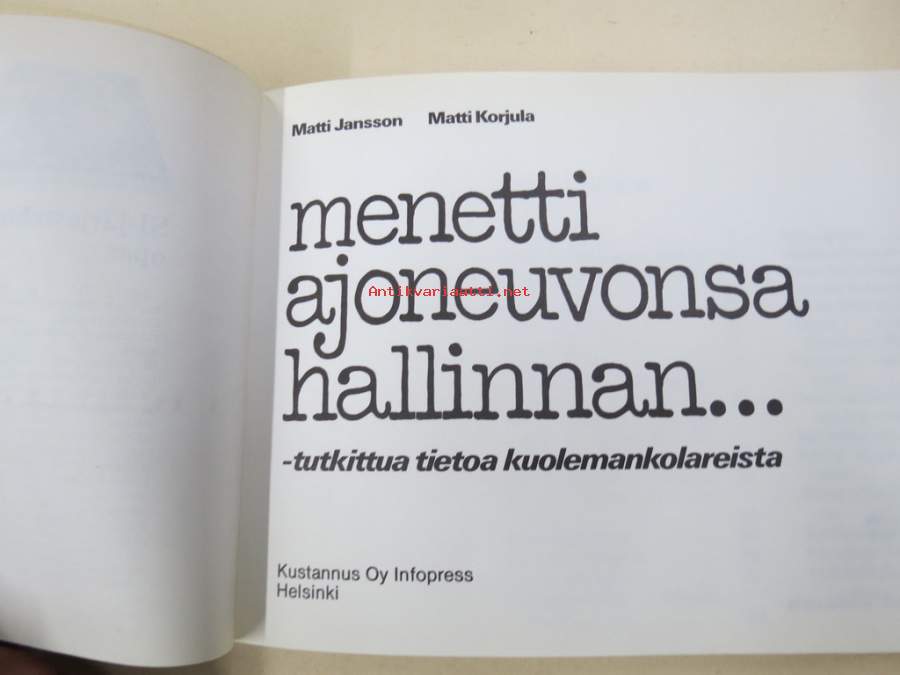 Matti Jansson Matti Korjula
menetti
ajoneuvonsa
Antikvariaatti.net
hallinnan...
-tutkittua tietoa kuolemankolareista
Kustannus Oy Infopress
Helsinki